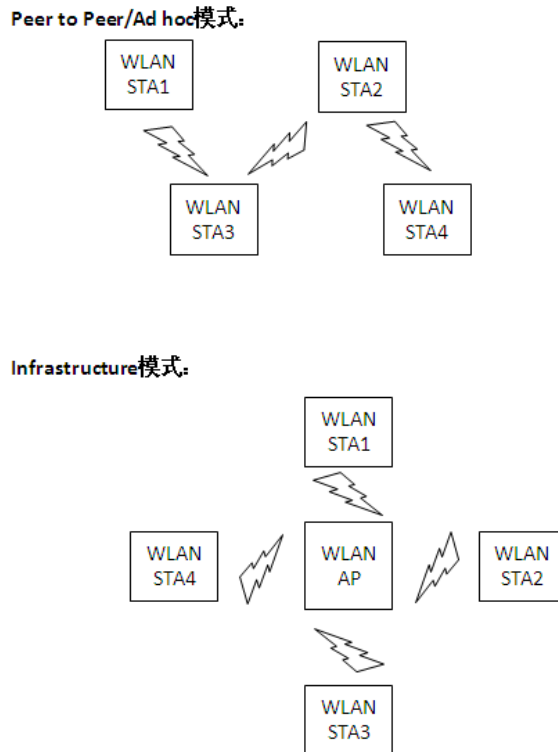 Peer to Peer/Ad hoc模式：
WLAN
STA1
WLAN
STA2
WLAN
STA3
WLAN
STA4
Infrastructure模式：
WLAN
STA1
WLAN
STA4
WLAN
AP
WLAN
STA2
WLAN
STA3